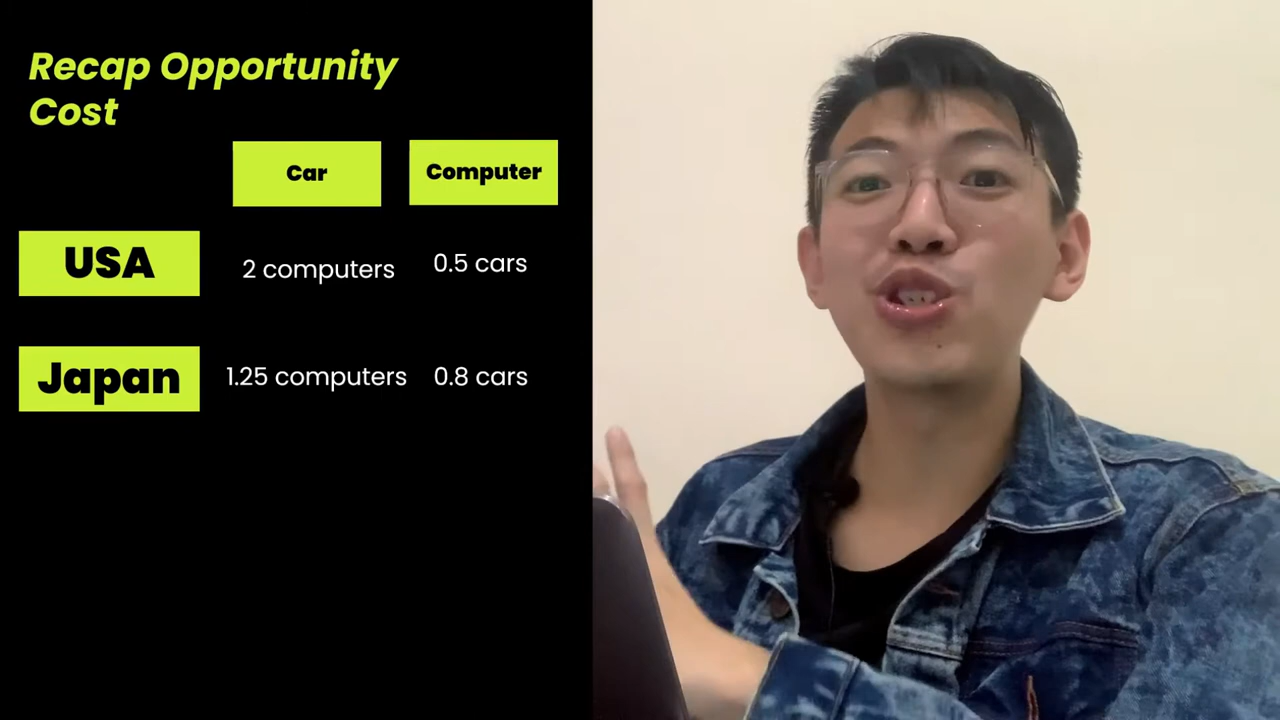 Recap Opportunity
Cost
Car Computer
USA 2 computers 0.5 cars
Japan 1.25 computers 0.8 cars